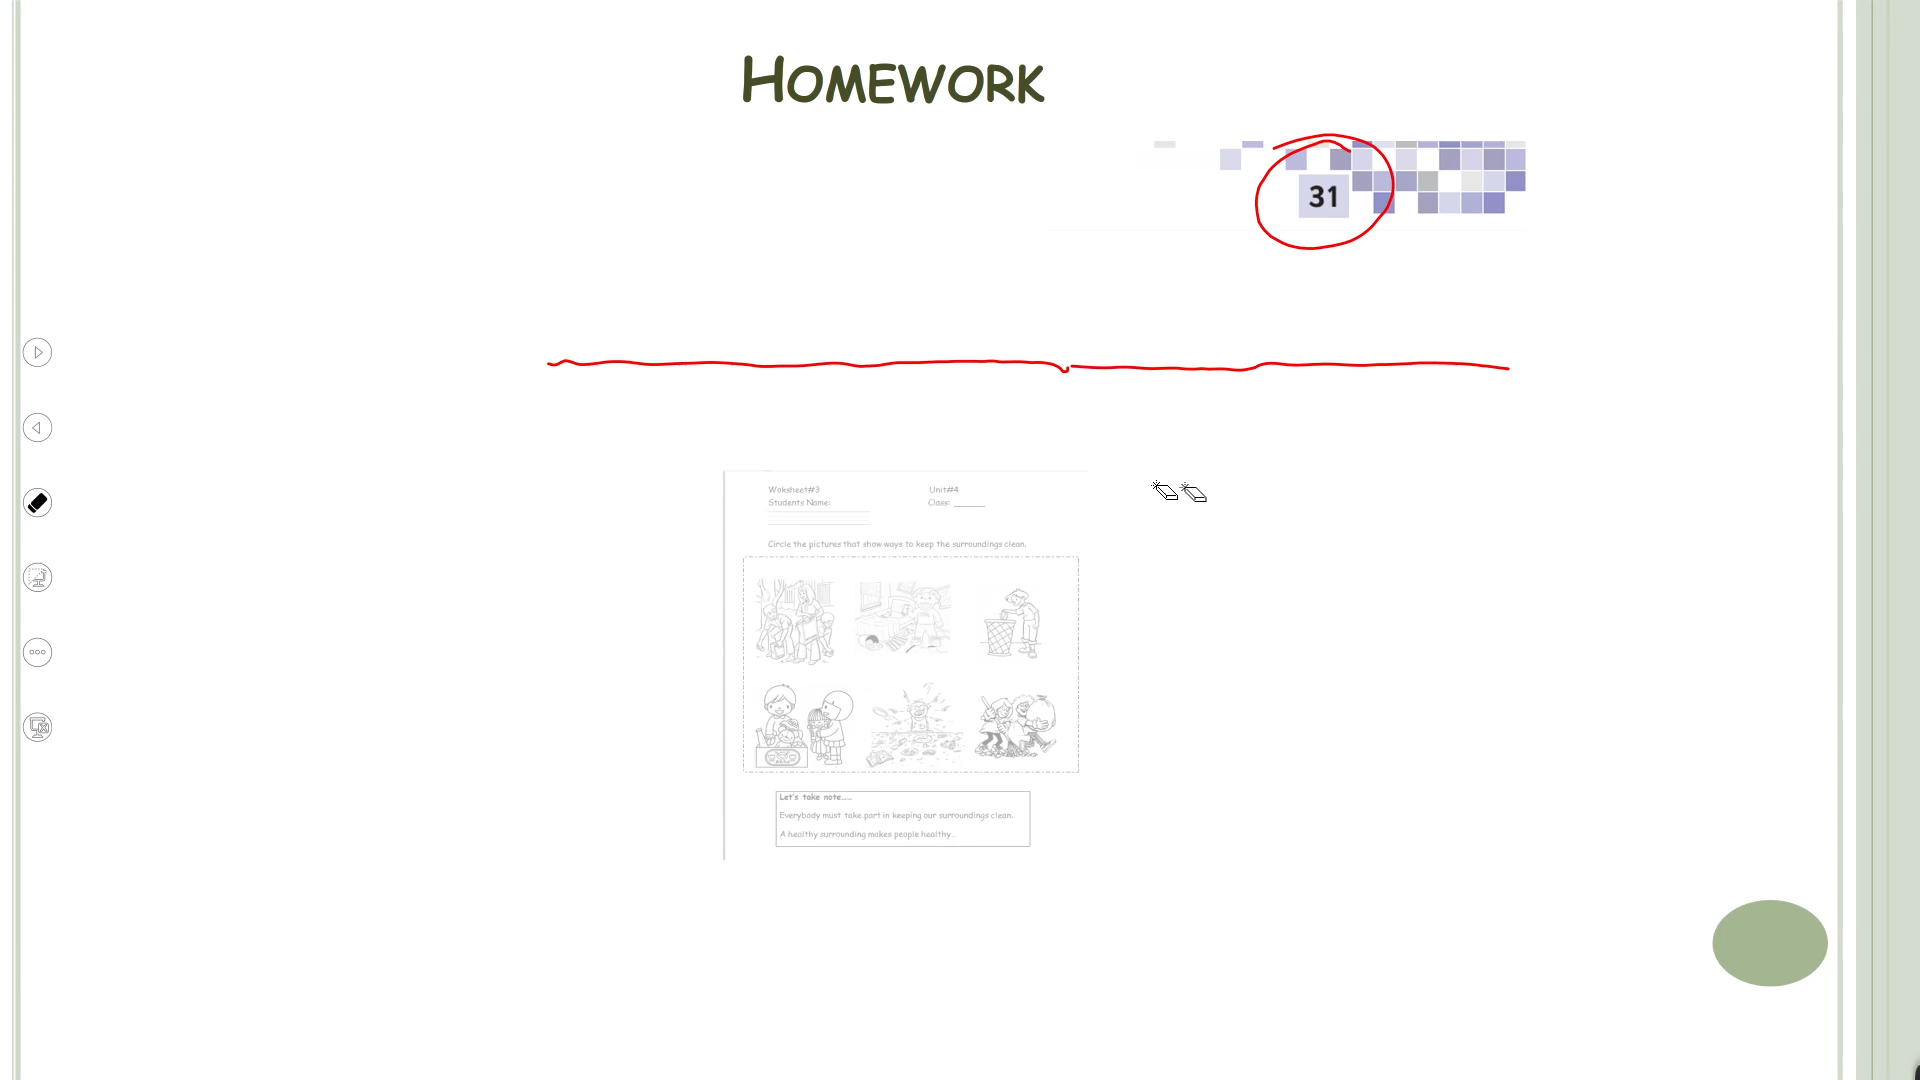 HOMEWORK
31
Woksheet#3 Unit#4
Students Name: Class: ______
Circle the pictures that show ways to keep the surroundings clean.
Let's take note.....
Everybody must take part in keeping our surroundings clean.
A healthy surrounding makes people healthy..